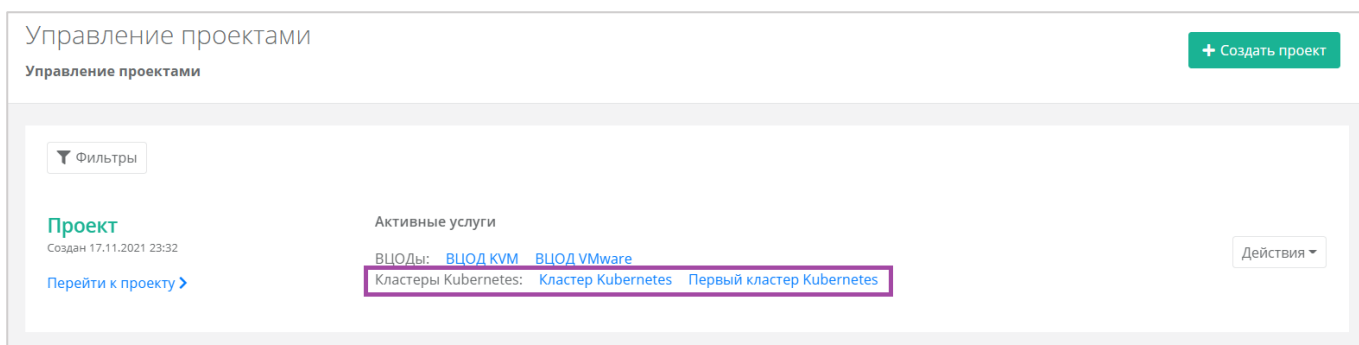 Управление проектами
Управление проектами
Создать проект
Фильтры
Проект
Создан 17.11.2021 23:32
Перейти к проекту
Активные услуги
ВЦОДы: ВЦОД KVM ВЦОД VMware
Кластеры Kubernetes: Кластер Kubernetes Первый кластер Kubernetes
Действия